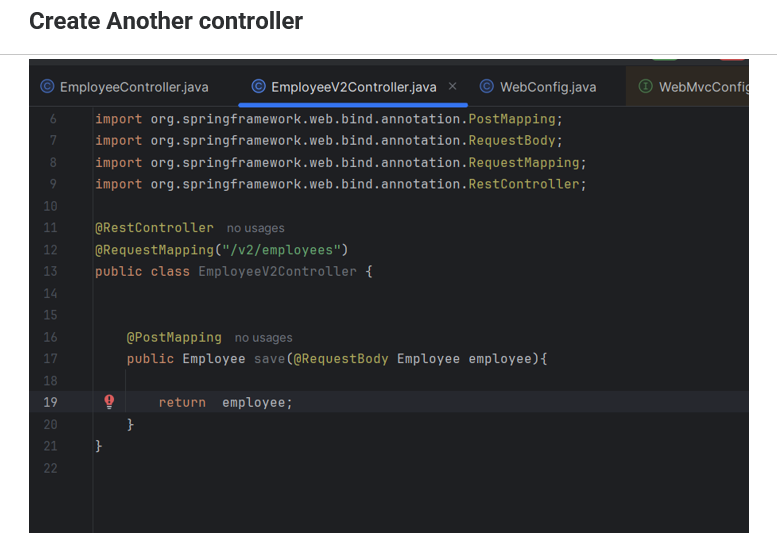 Create Another controller
EmployeeController.java EmployeeV2Controller.java WebConfig.java WebMvcConfig
6 import org.springframework.web.bind.annotation.PostMapping;
7 import org.springframework.web.bind.annotation.RequestBody;
8 import org.springframework.web.bind.annotation.RequestMapping;
9 import org.springframework.web.bind.annotation.RestController;
10
11 @RestController no usages
12 @RequestMapping("/v2/employees")
13 public class EmployeeV2Controller {
14
15
16 @PostMapping no usages
17 public Employee save(@RequestBody Employee employee){
18
19 return employee;
20 }
21 }
22